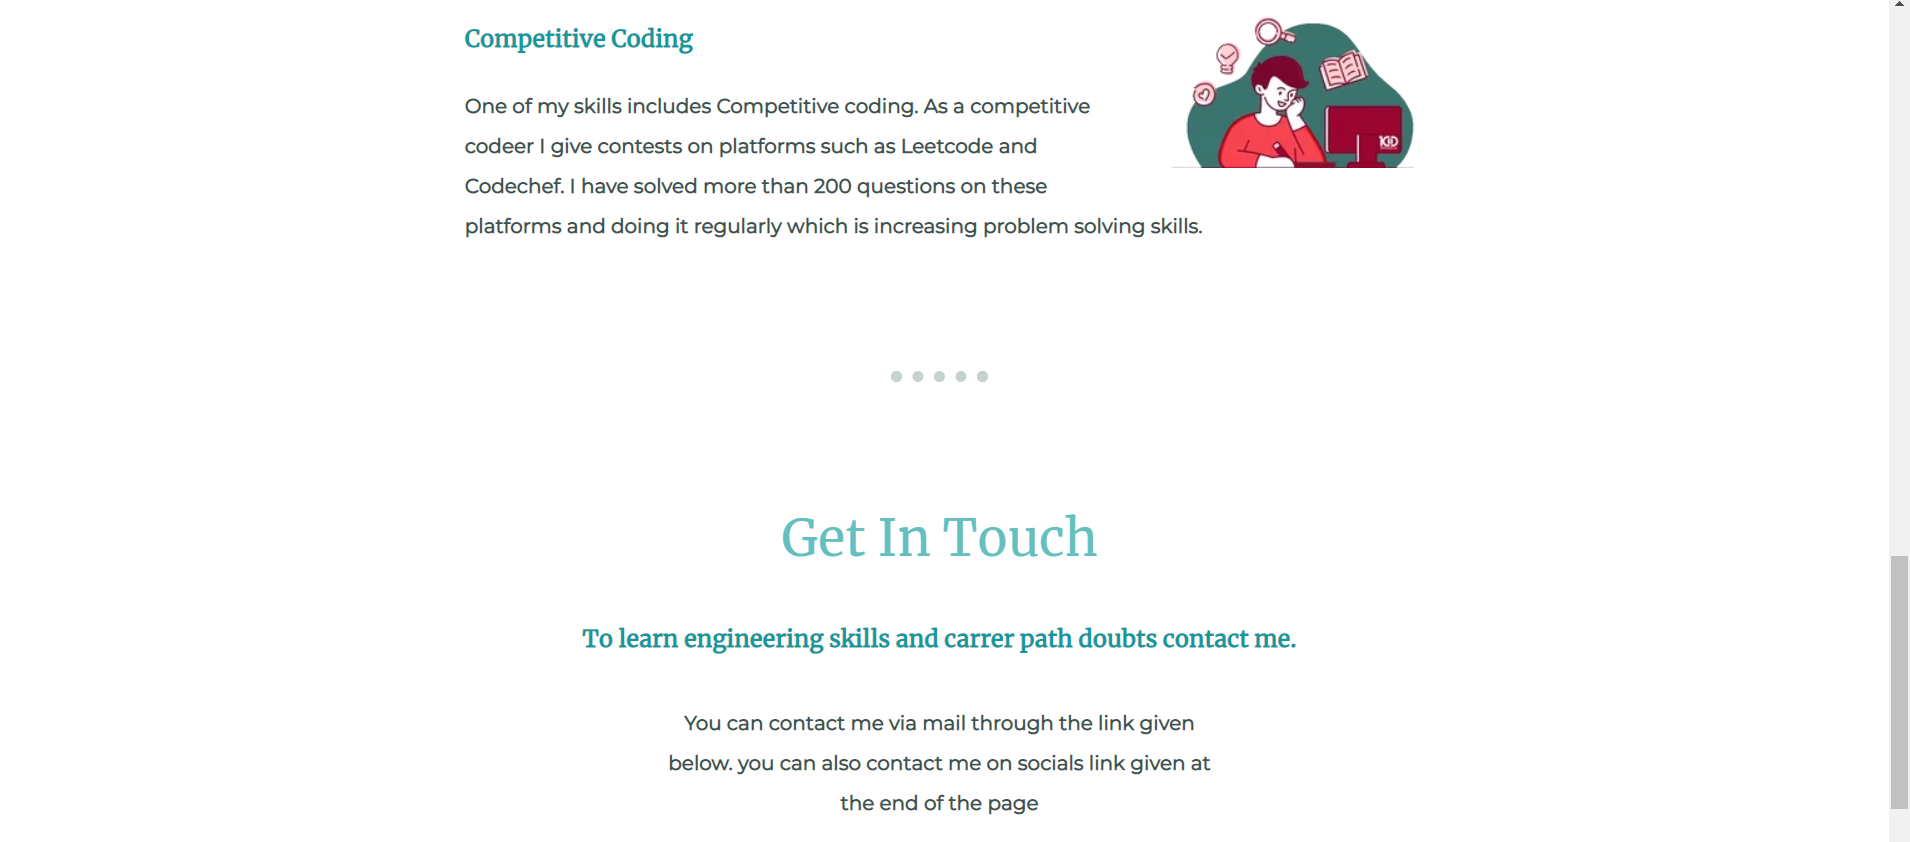 Competitive Coding
One of my skills includes Competitive coding. As a competitive
codeer I give contests on platforms such as Leetcode and
Codechef. I have solved more than 200 questions on these
platforms and doing it regularly which is increasing problem solving skills.
Get In Touch
To learn engineering skills and carrer path doubts contact me.
You can contact me via mail through the link given
below. you can also contact me on socials link given at
the end of the page